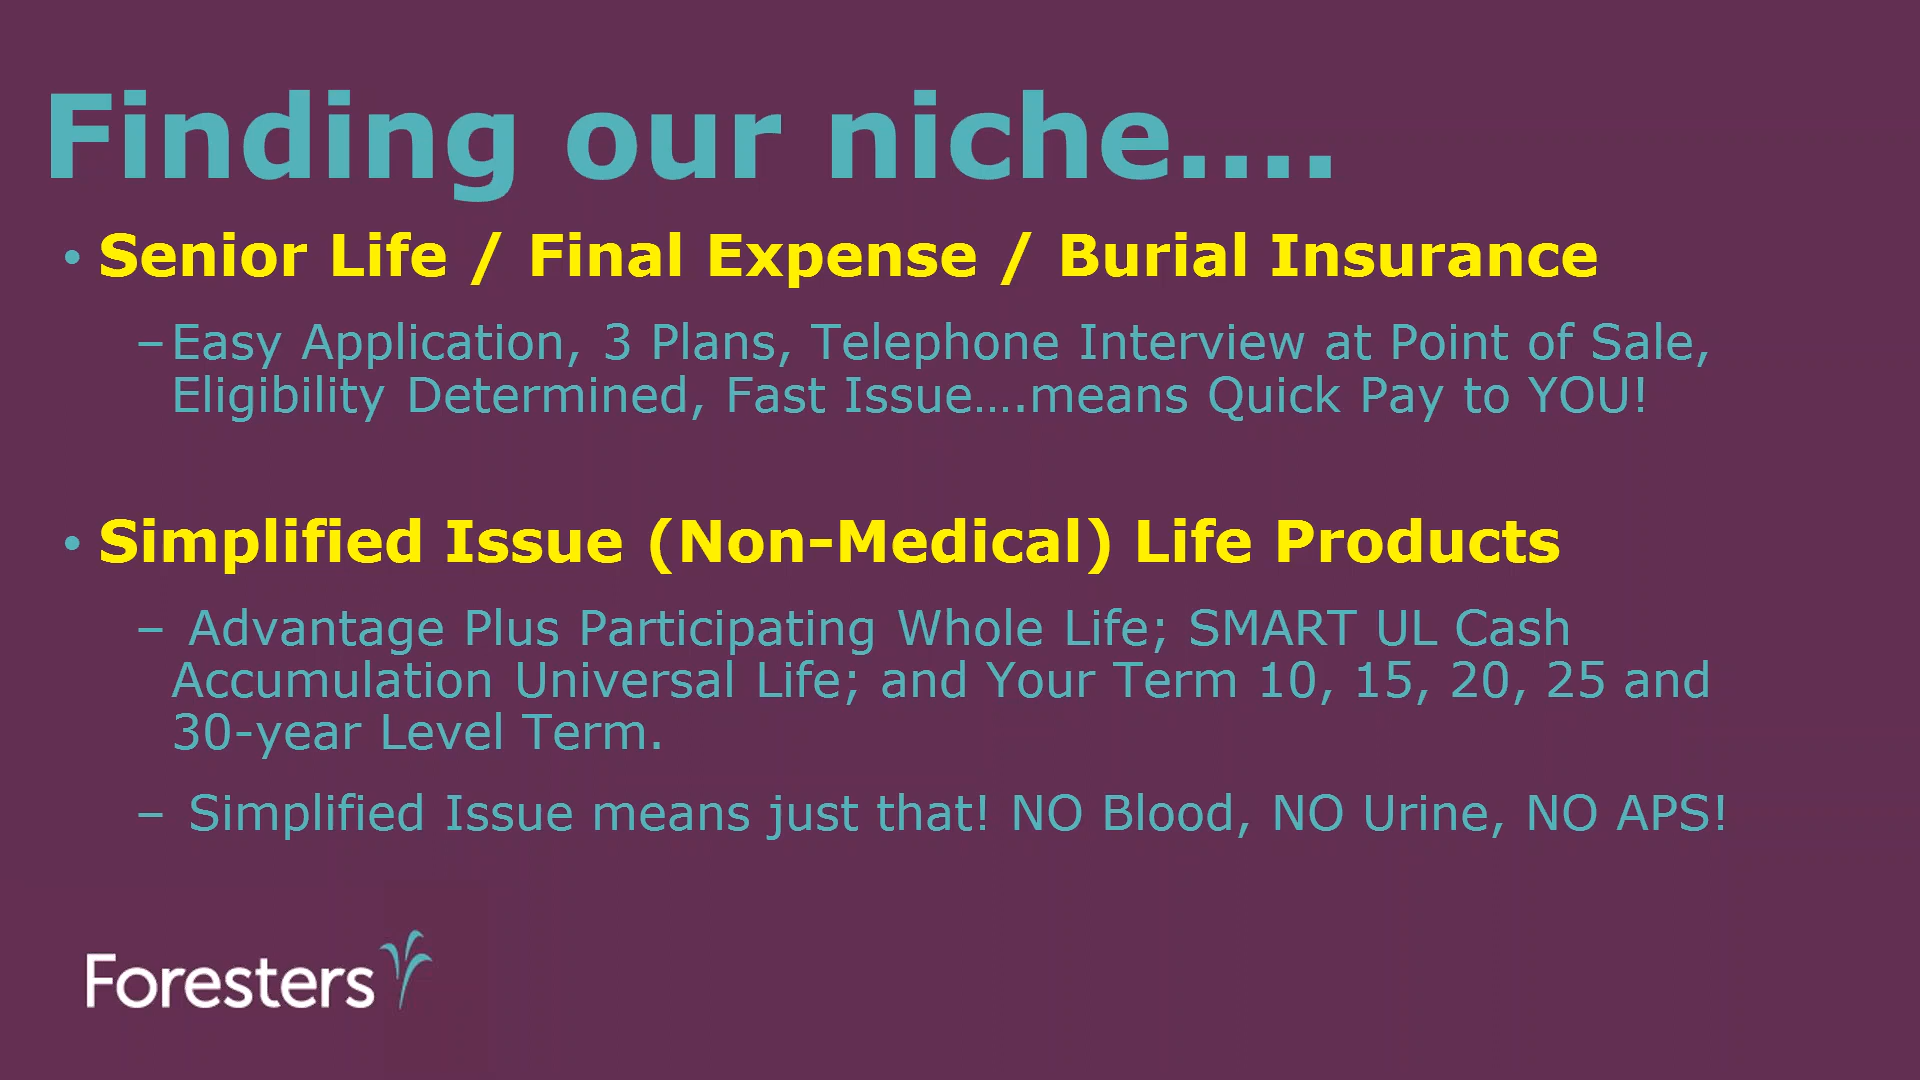 Finding our niche....
• Senior Life / Final Expense / Burial Insurance
–Easy Application, 3 Plans, Telephone Interview at Point of Sale,
Eligibility Determined, Fast Issue….means Quick Pay to YOU!
• Simplified Issue (Non-Medical) Life Products
– Advantage Plus Participating Whole Life; SMART UL Cash
Accumulation Universal Life; and Your Term 10, 15, 20, 25 and
30-year Level Term.
– Simplified Issue means just that! NO Blood, NO Urine, NO APS!
Foresters